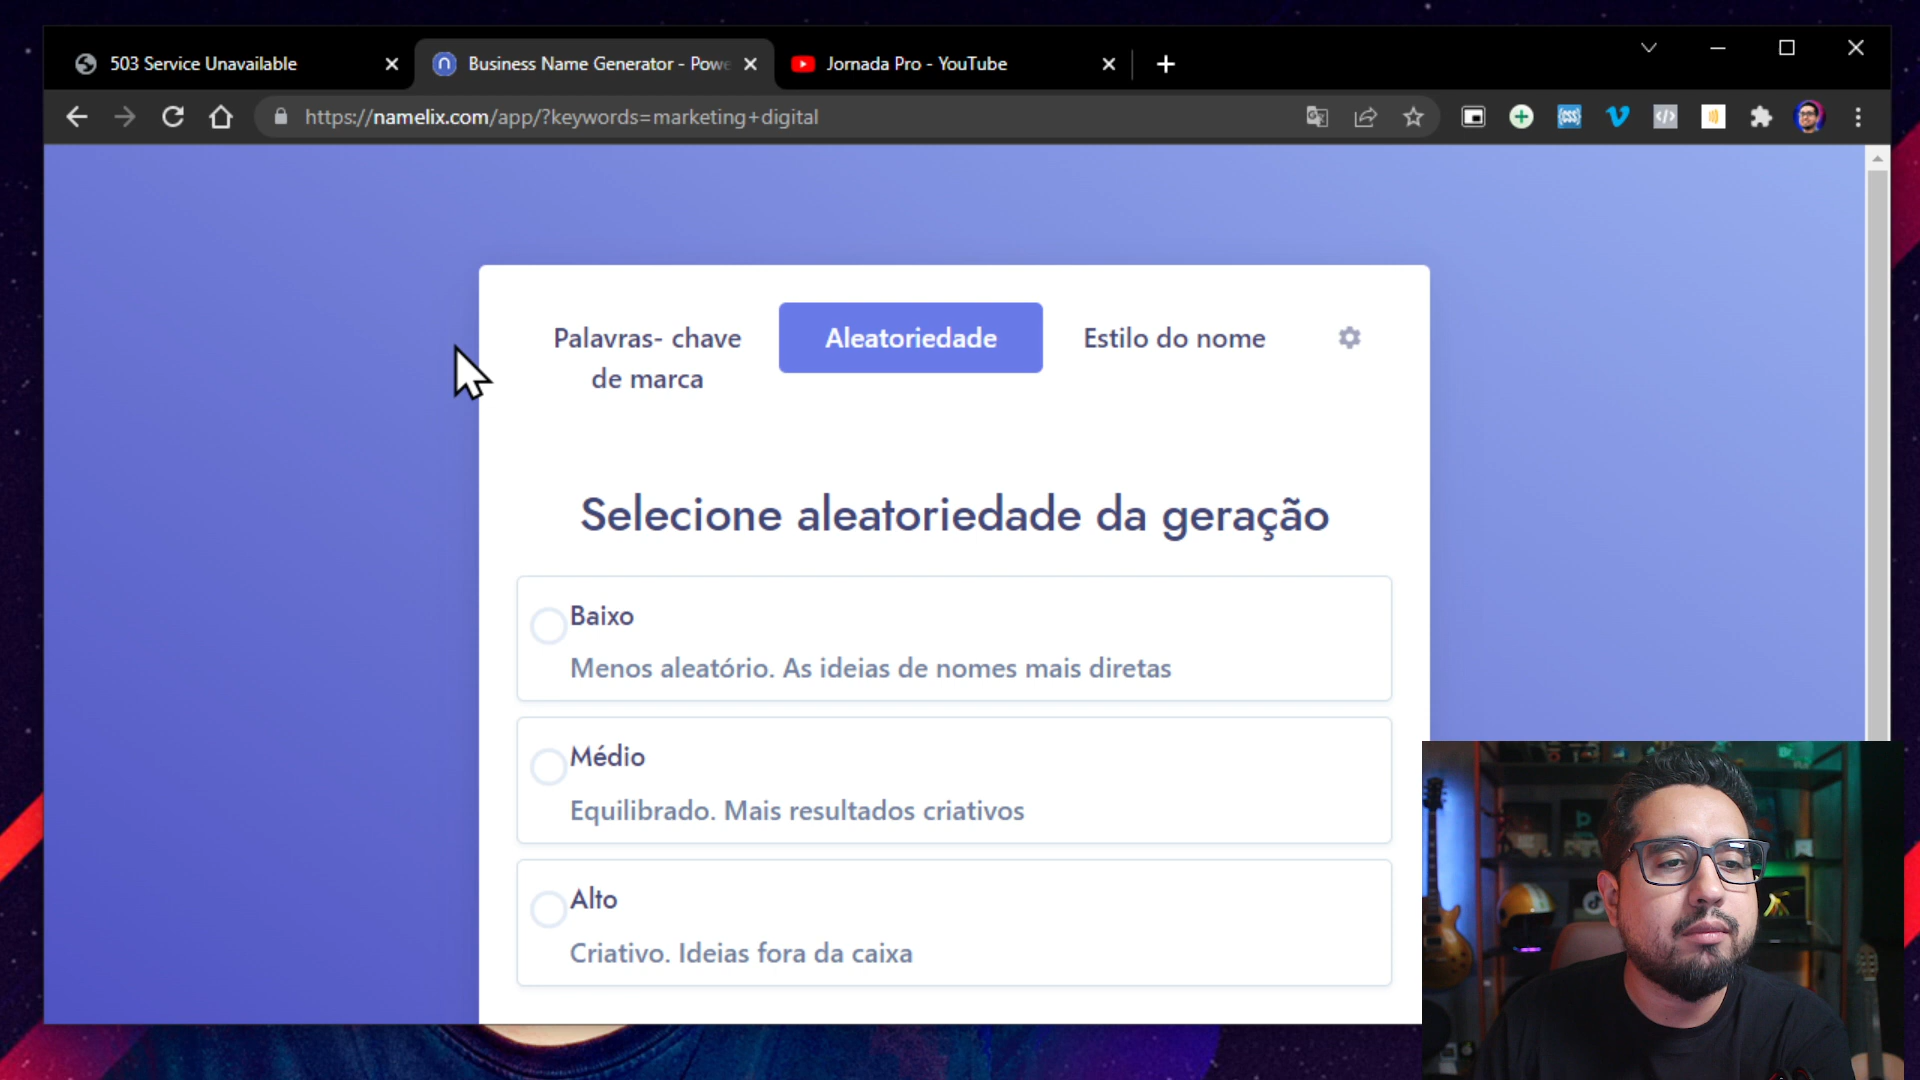 503 Service Unavailable
Business Name Generator - Powe
Jornada Pro - YouTube
https://namelix.com/app/?keywords=marketing+digital
Palavras- chave
de marca
Aleatoriedade
Estilo do nome
Selecione aleatoriedade da geração
Baixo
Menos aleatório. As ideias de nomes mais diretas
Médio
Equilibrado. Mais resultados criativos
Alto
Criativo. Ideias fora da caixa